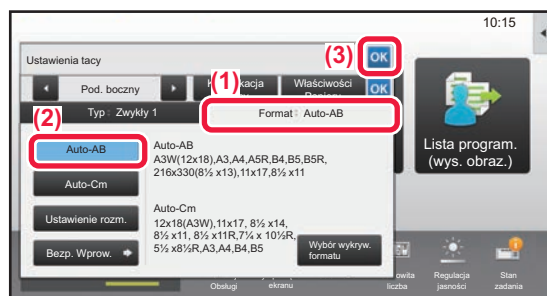 10:15
Ustawienia tacy
(3)
OK
Pod. boczny
(1)
kacja
Właściwości
OK
Typ : Zwykły 1
Format : Auto-AB
(2)
Auto-AB
Auto-AB
A3W(12x18),A3,A4,A5R,B4,B5,B5R,
216x330(8½ x13),11x17,8½ x11
Auto-Cm
Auto-Cm
12x18(A3W),11x17, 8½ x14,
8½ x11, 8½ x11R,7¼ x 10½R,
5½ x8½R,A3,A4,B4,B5
Ustawienie rozm.
Bezp. Wprow.
Wybór wykryw.
formatu
Lista program.
(wys. obraz.)
Obsługi
ekranu
liczba
Regulacja
jasności
Stan
zadania